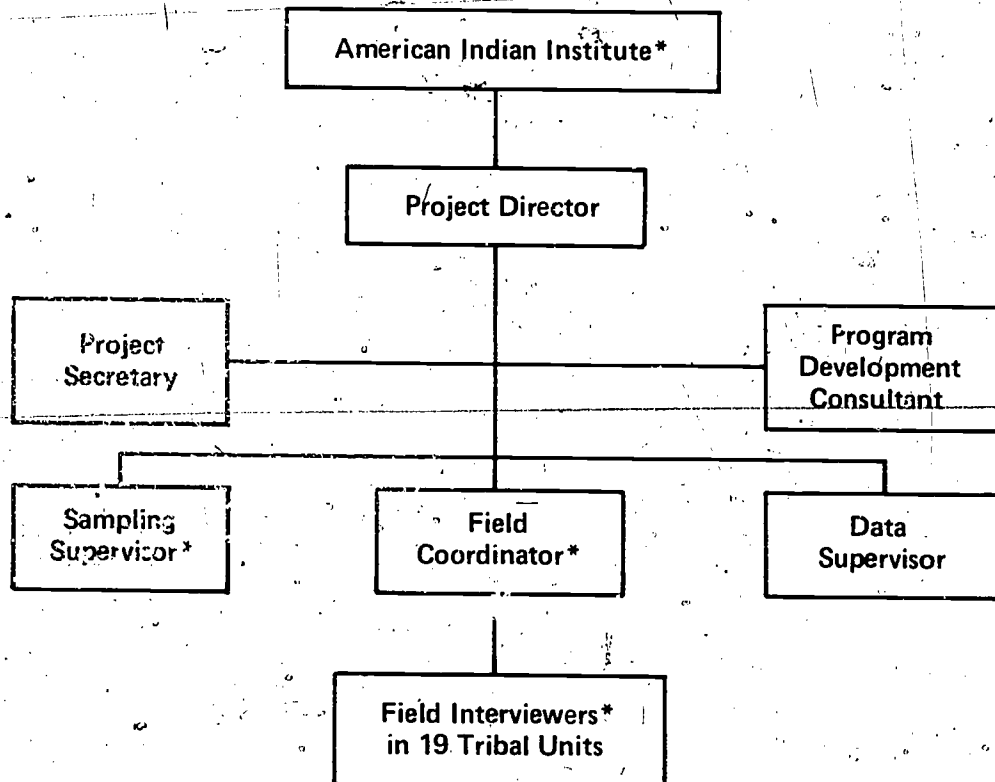 American Indian Institute*
Project Director
Project
Secretary
Program
Development
Consultant
Sampling
Supervisor*
Field
Coordinator*
Data
Supervisor
Field Interviewers*
in 19 Tribal Units